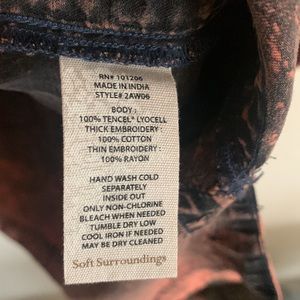 RN# 101206
MADE IN INDIA
STYLE# 2AW06
BODY :
100% TENCEL® LYOCELL
THICK EMBROIDERY :
100% COTTON
THIN EMBROIDERY :
100% RAYON
HAND WASH COLD
SEPARATELY
INSIDE OUT
ONLY NON-CHLORINE
BLEACH WHEN NEEDED
TUMBLE DRY LOW
COOL IRON IF NEEDED
MAY BE DRY CLEANED
Soft Surroundings